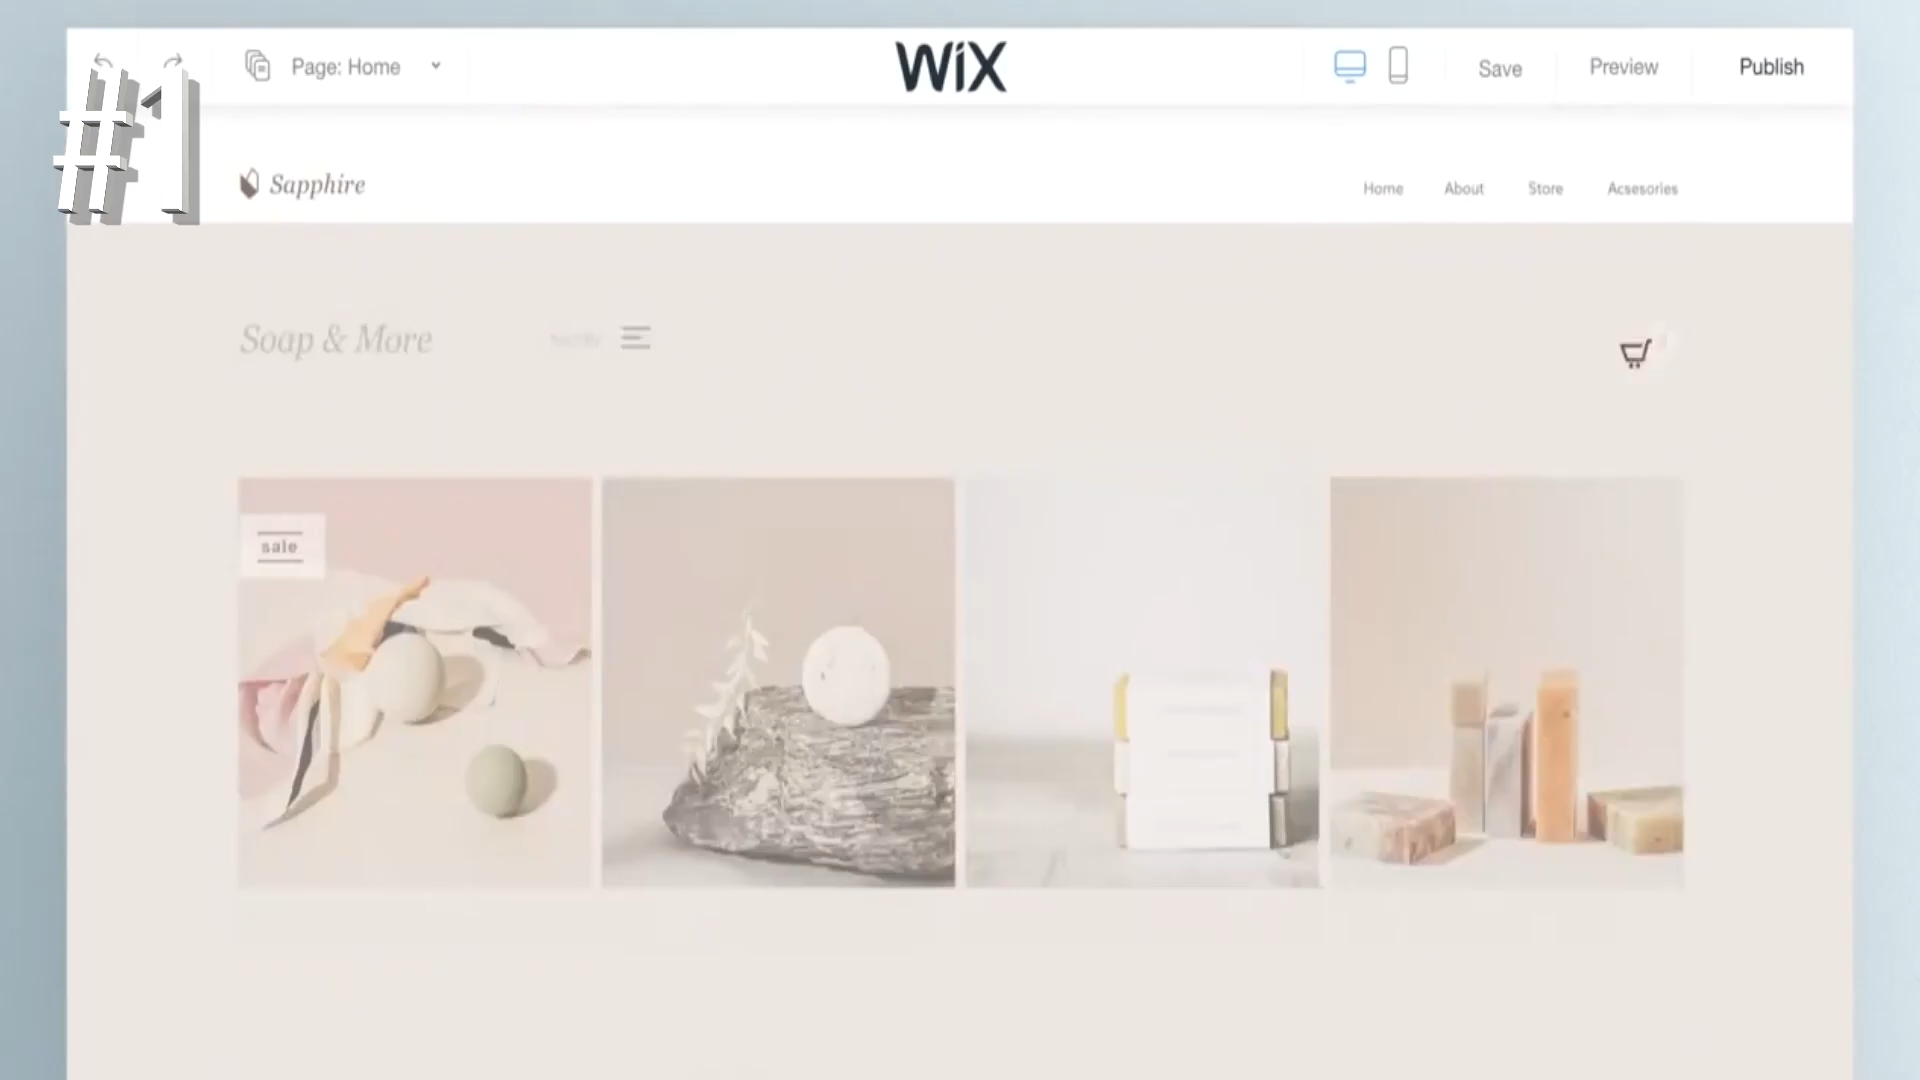 #1
Page: Home
WiX
Save
Preview
Publish
Sapphire
Home
About
Store
Acsesories
Soap & More
sale